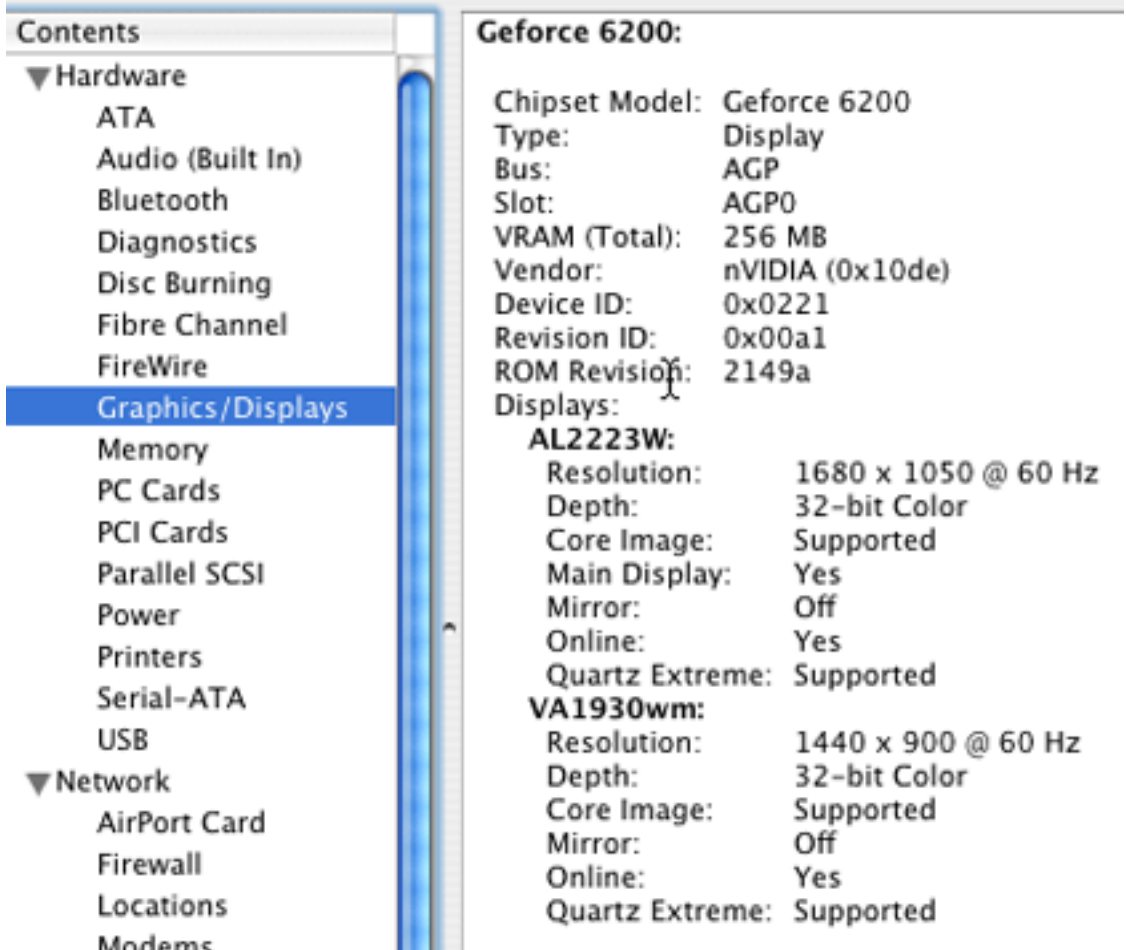 Contents
Hardware
ATA
Audio (Built In)
Bluetooth
Diagnostics
Disc Burning
Fibre Channel
FireWire
Graphics/Displays
Memory
PC Cards
PCI Cards
Parallel SCSI
Power
Printers
Serial-ATA
USB
Network
AirPort Card
Firewall
Locations
Modems
Geforce 6200:
Chipset Model: Geforce 6200
Type: Display
Bus: AGP
Slot: AGP0
VRAM (Total): 256 MB
Vendor: nVIDIA (0x10de)
Device ID: 0x0221
Revision ID: 0x00a1
ROM Revision: 2149a
Displays:
AL2223W:
Resolution: 1680 x 1050 @ 60 Hz
Depth: 32-bit Color
Core Image: Supported
Main Display: Yes
Mirror: Off
Online: Yes
Quartz Extreme: Supported
VA1930wm:
Resolution: 1440 x 900 @ 60 Hz
Depth: 32-bit Color
Core Image: Supported
Mirror: Off
Online: Yes
Quartz Extreme: Supported